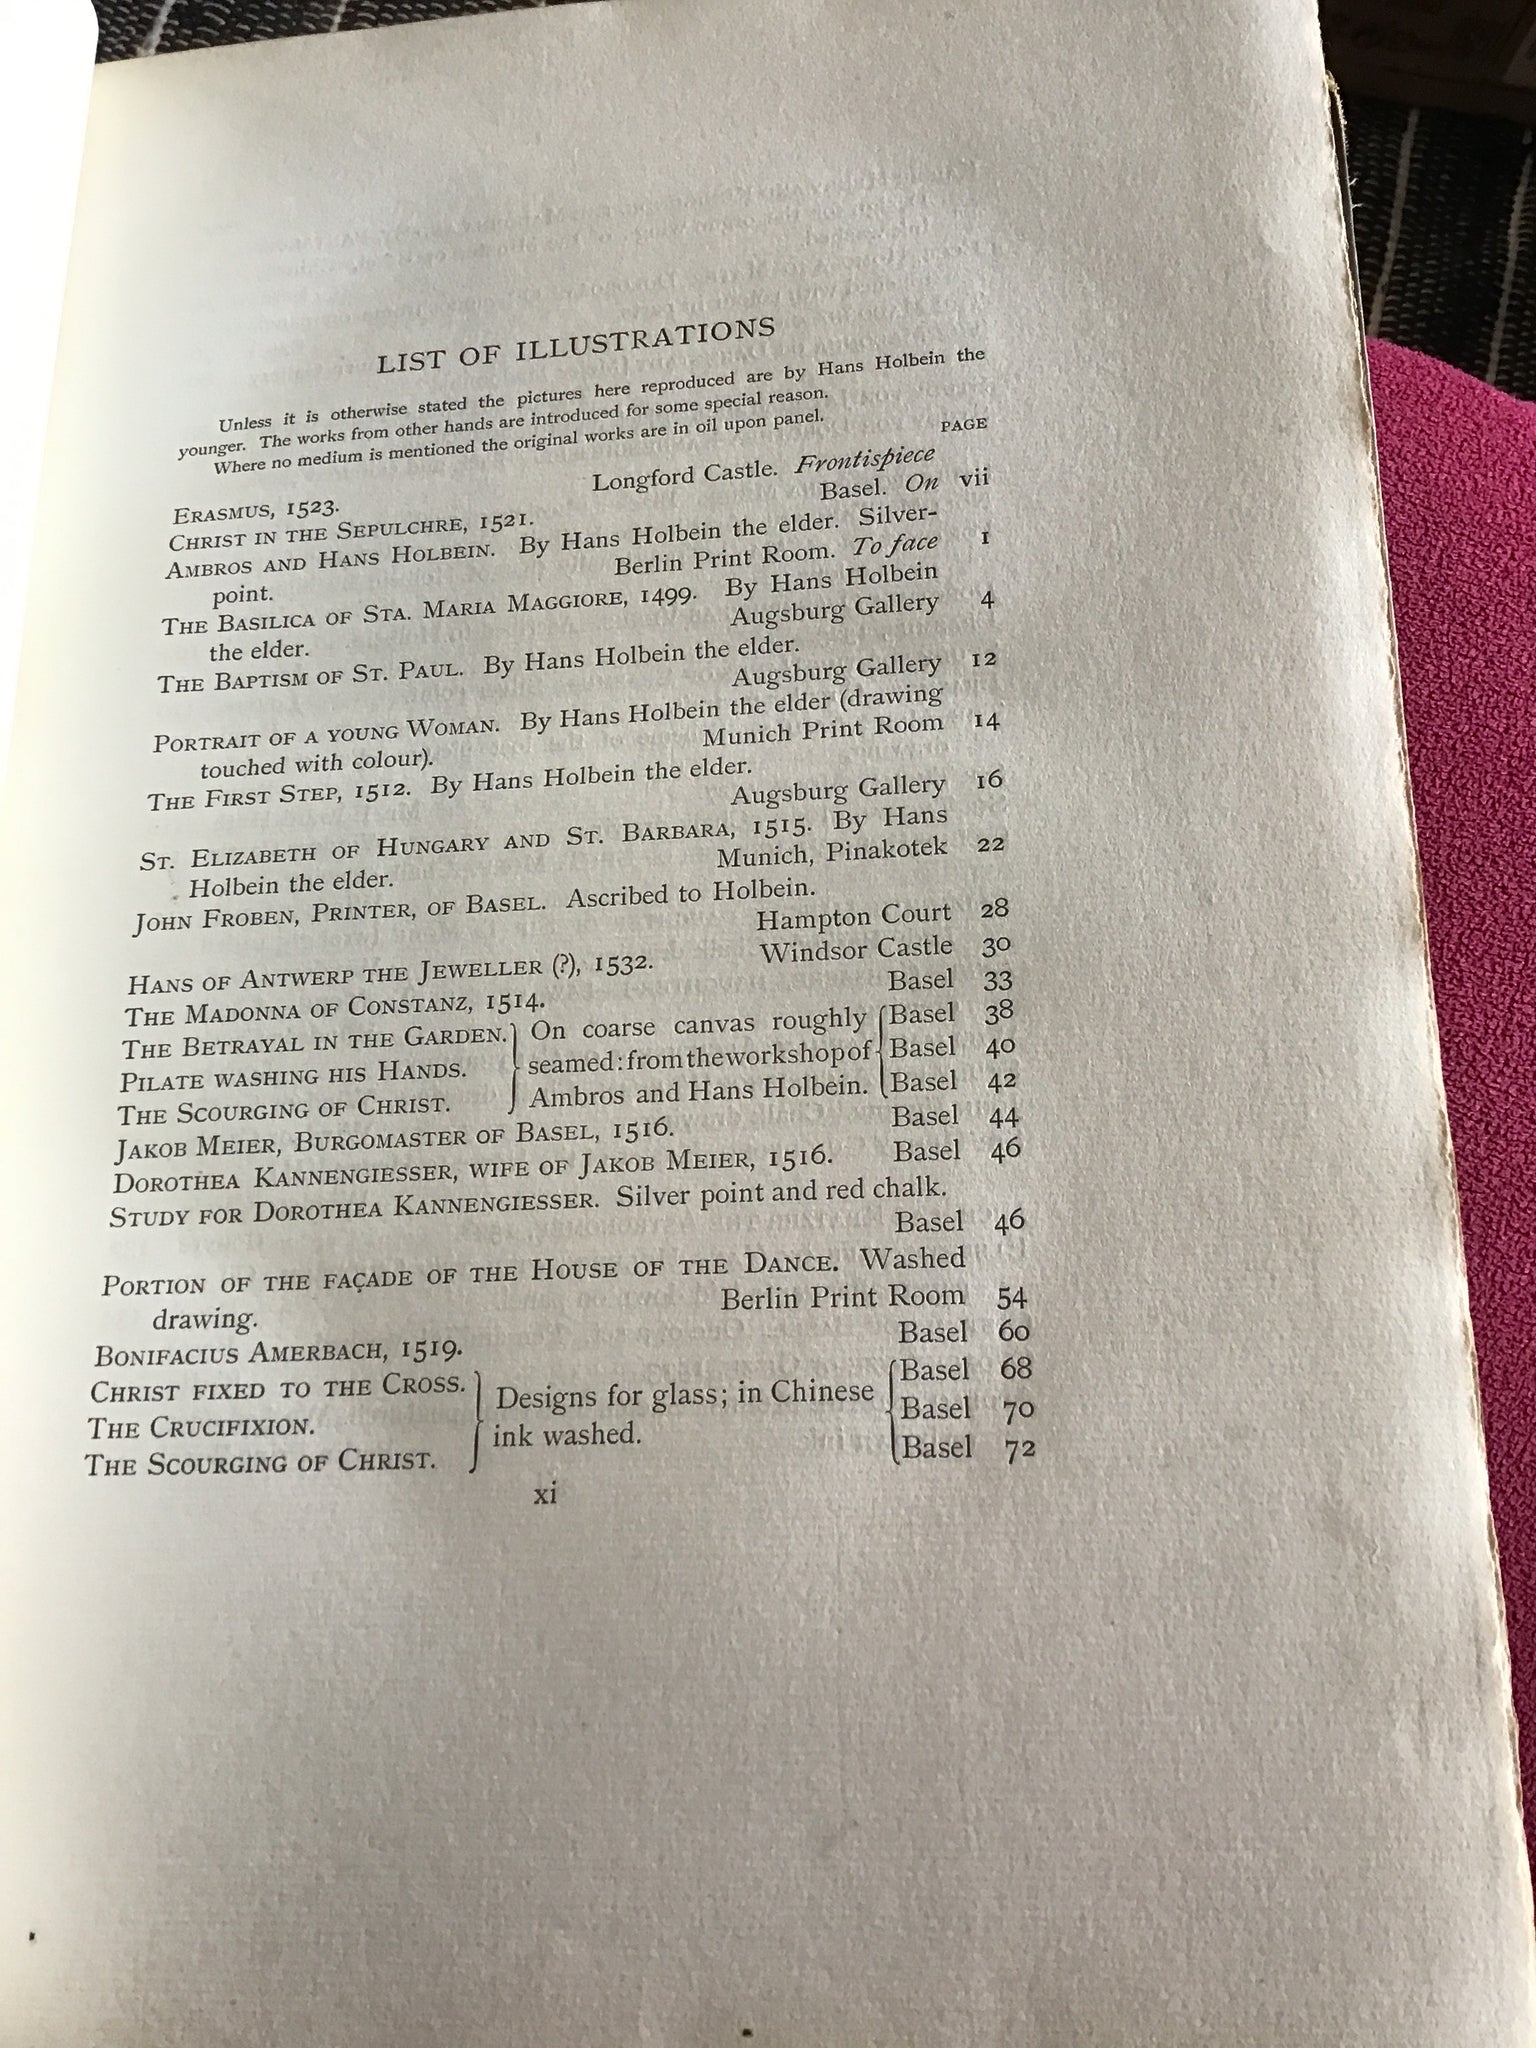 LIST OF ILLUSTRATIONS
Unless it is otherwise stated the pictures here reproduced are by Hans Holbein the
younger. The works from other hands are introduced for some special reason.
Where no medium is mentioned the original works are in oil upon panel.
PAGE
ERASMUS, 1523. Longford Castle. Frontispiece
CHRIST IN THE SEPULCHRE, 1521. Basel. On vii
AMBROS AND HANS HOLBEIN. By Hans Holbein the elder. Silver-
point. Berlin Print Room. To face 1
THE BASILICA OF STA. MARIA MAGGIORE, 1499. By Hans Holbein
the elder. Augsburg Gallery 4
THE BAPTISM OF ST. PAUL. By Hans Holbein the elder.
Augsburg Gallery 12
PORTRAIT OF A YOUNG WOMAN. By Hans Holbein the elder (drawing
touched with colour). Munich Print Room 14
THE FIRST STEP, 1512. By Hans Holbein the elder.
Augsburg Gallery 16
ST. ELIZABETH OF HUNGARY AND ST. BARBARA, 1515. By Hans
Holbein the elder. Munich, Pinakotek 22
JOHN FROBEN, PRINTER, OF BASEL. Ascribed to Holbein.
Hampton Court 28
HANS OF ANTWERP THE JEWELLER (?), 1532. Windsor Castle 30
THE MADONNA OF CONSTANZ, 1514. Basel 33
THE BETRAYAL IN THE GARDEN. On coarse canvas roughly Basel 38
PILATE WASHING HIS HANDS. seamed: from the workshop of Basel 40
THE SCOURGING OF CHRIST. Ambros and Hans Holbein. Basel 42
JAKOB MEIER, BURGOMASTER OF BASEL, 1516. Basel 44
DOROTHEA KANNENGIESSER, WIFE OF JAKOB MEIER, 1516. Basel 46
STUDY FOR DOROTHEA KANNENGIESSER. Silver point and red chalk.
Basel 46
PORTION OF THE FAÇADE OF THE HOUSE OF THE DANCE. Washed
drawing. Berlin Print Room 54
BONIFACIUS AMERBACH, 1519. Basel 60
CHRIST FIXED TO THE CROSS. Designs for glass; in Chinese Basel 68
THE CRUCIFIXION. ink washed. Basel 70
THE SCOURGING OF CHRIST. Basel 72
xi